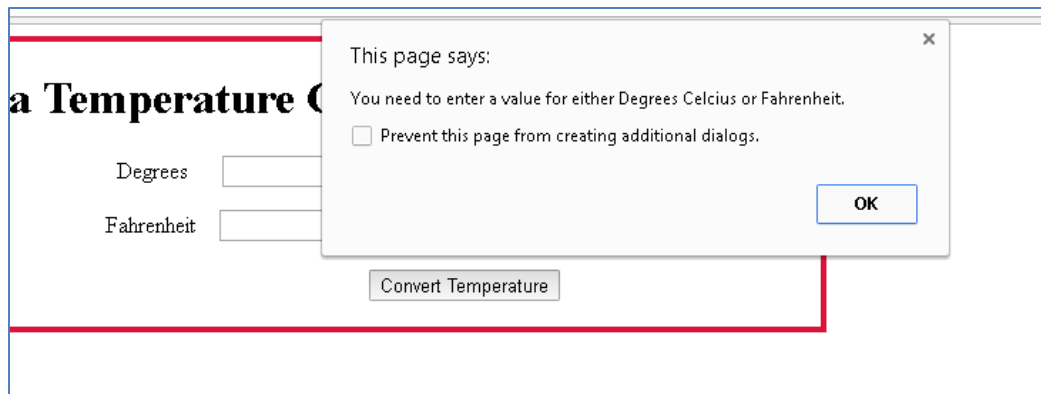 This page says:
You need to enter a value for either Degrees Celcius or Fahrenheit.
Prevent this page from creating additional dialogs.
OK
a Temperature
Degrees
Fahrenheit
Convert Temperature